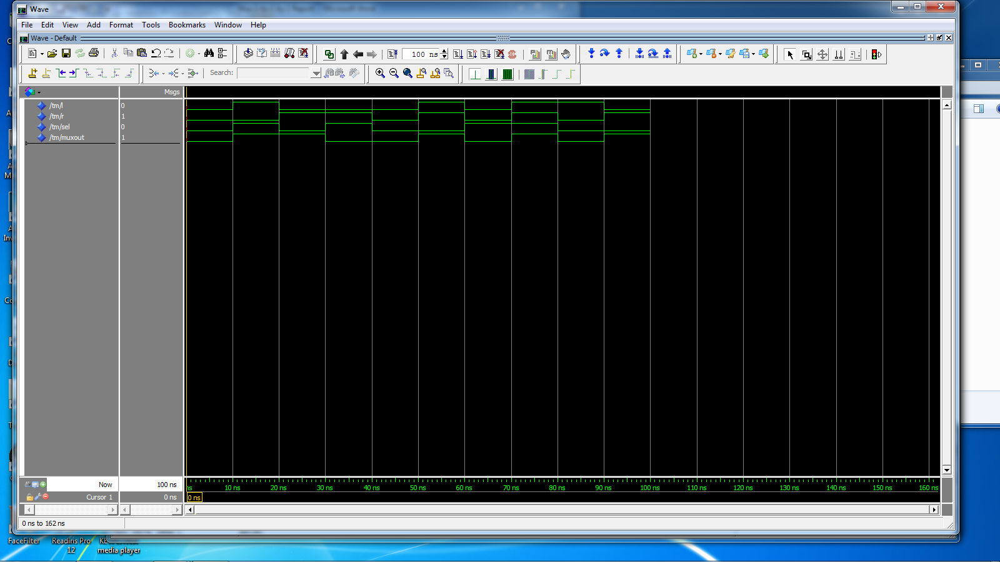 Wave
File Edit View Add Format Tools Bookmarks Window Help
Wave - Default
100 ns
Search:
Msgs
/tm/l 0
/tm/r 1
/tm/sel 0
/tm/muxout 1
Now 100 ns
ns 10 ns 20 ns 30 ns 40 ns 50 ns 60 ns 70 ns 80 ns 90 ns 100 ns 110 ns 120 ns 130 ns 140 ns 150 ns 160 ns
Cursor 1 0 ns
0 ns
0 ns to 162 ns
FaceFilter Readiris Pro
12 media player